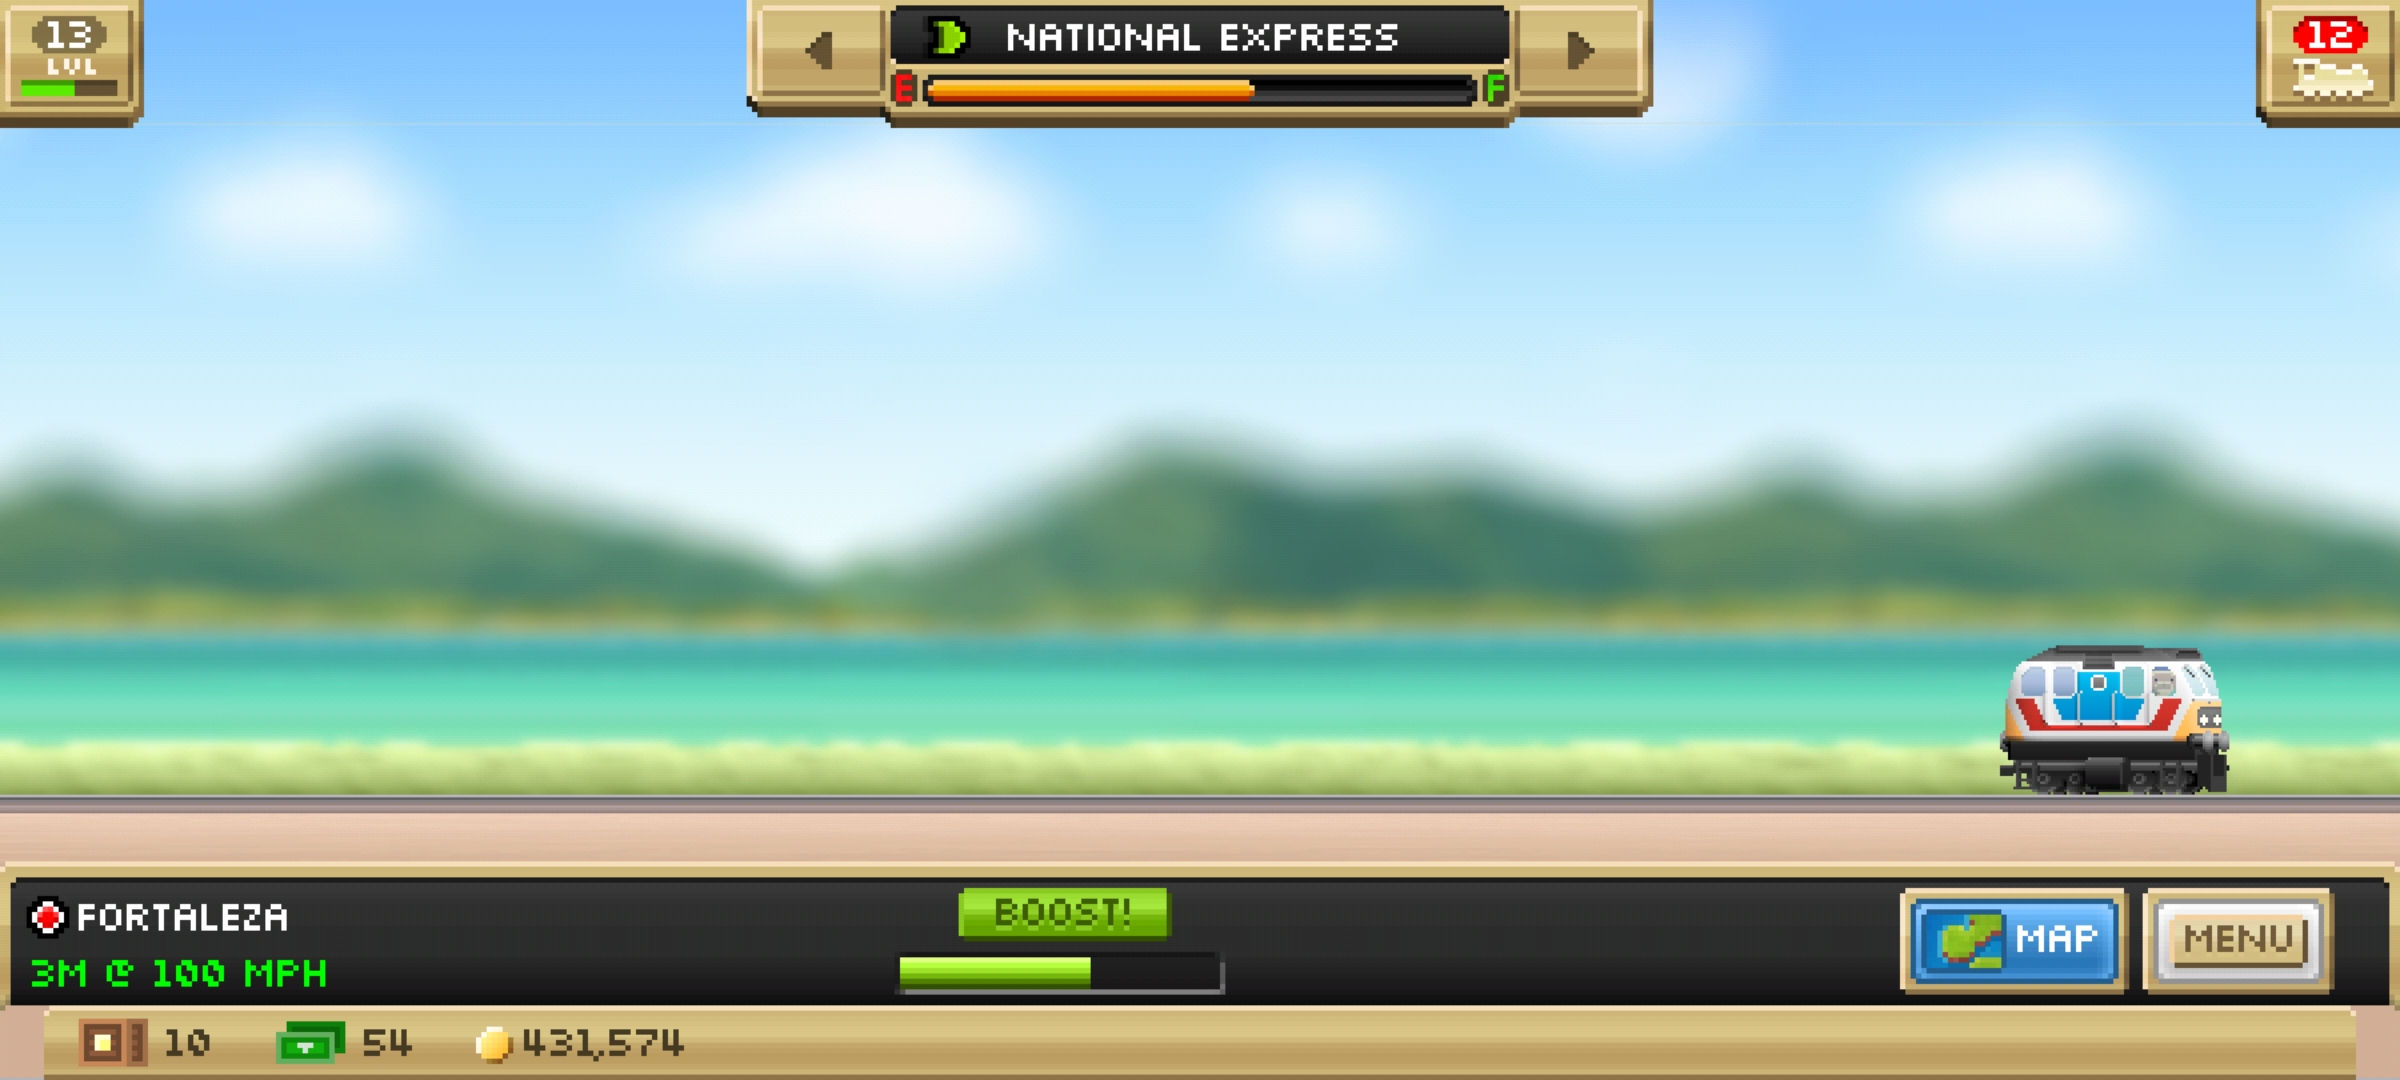 13
LVL
NATIONAL EXPRESS
E F
12
FORTALEZA
3M @ 100 MPH
BOOST!
MAP
MENU
10 54 431,574